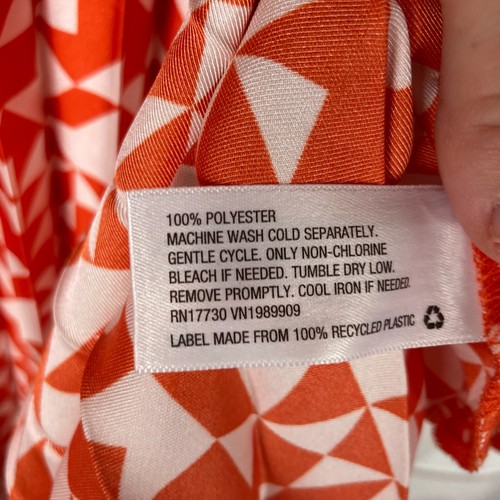 100% POLYESTER
MACHINE WASH COLD SEPARATELY.
GENTLE CYCLE. ONLY NON-CHLORINE
BLEACH IF NEEDED. TUMBLE DRY LOW.
REMOVE PROMPTLY. COOL IRON IF NEEDED.
RN17730 VN1989909
LABEL MADE FROM 100% RECYCLED PLASTIC